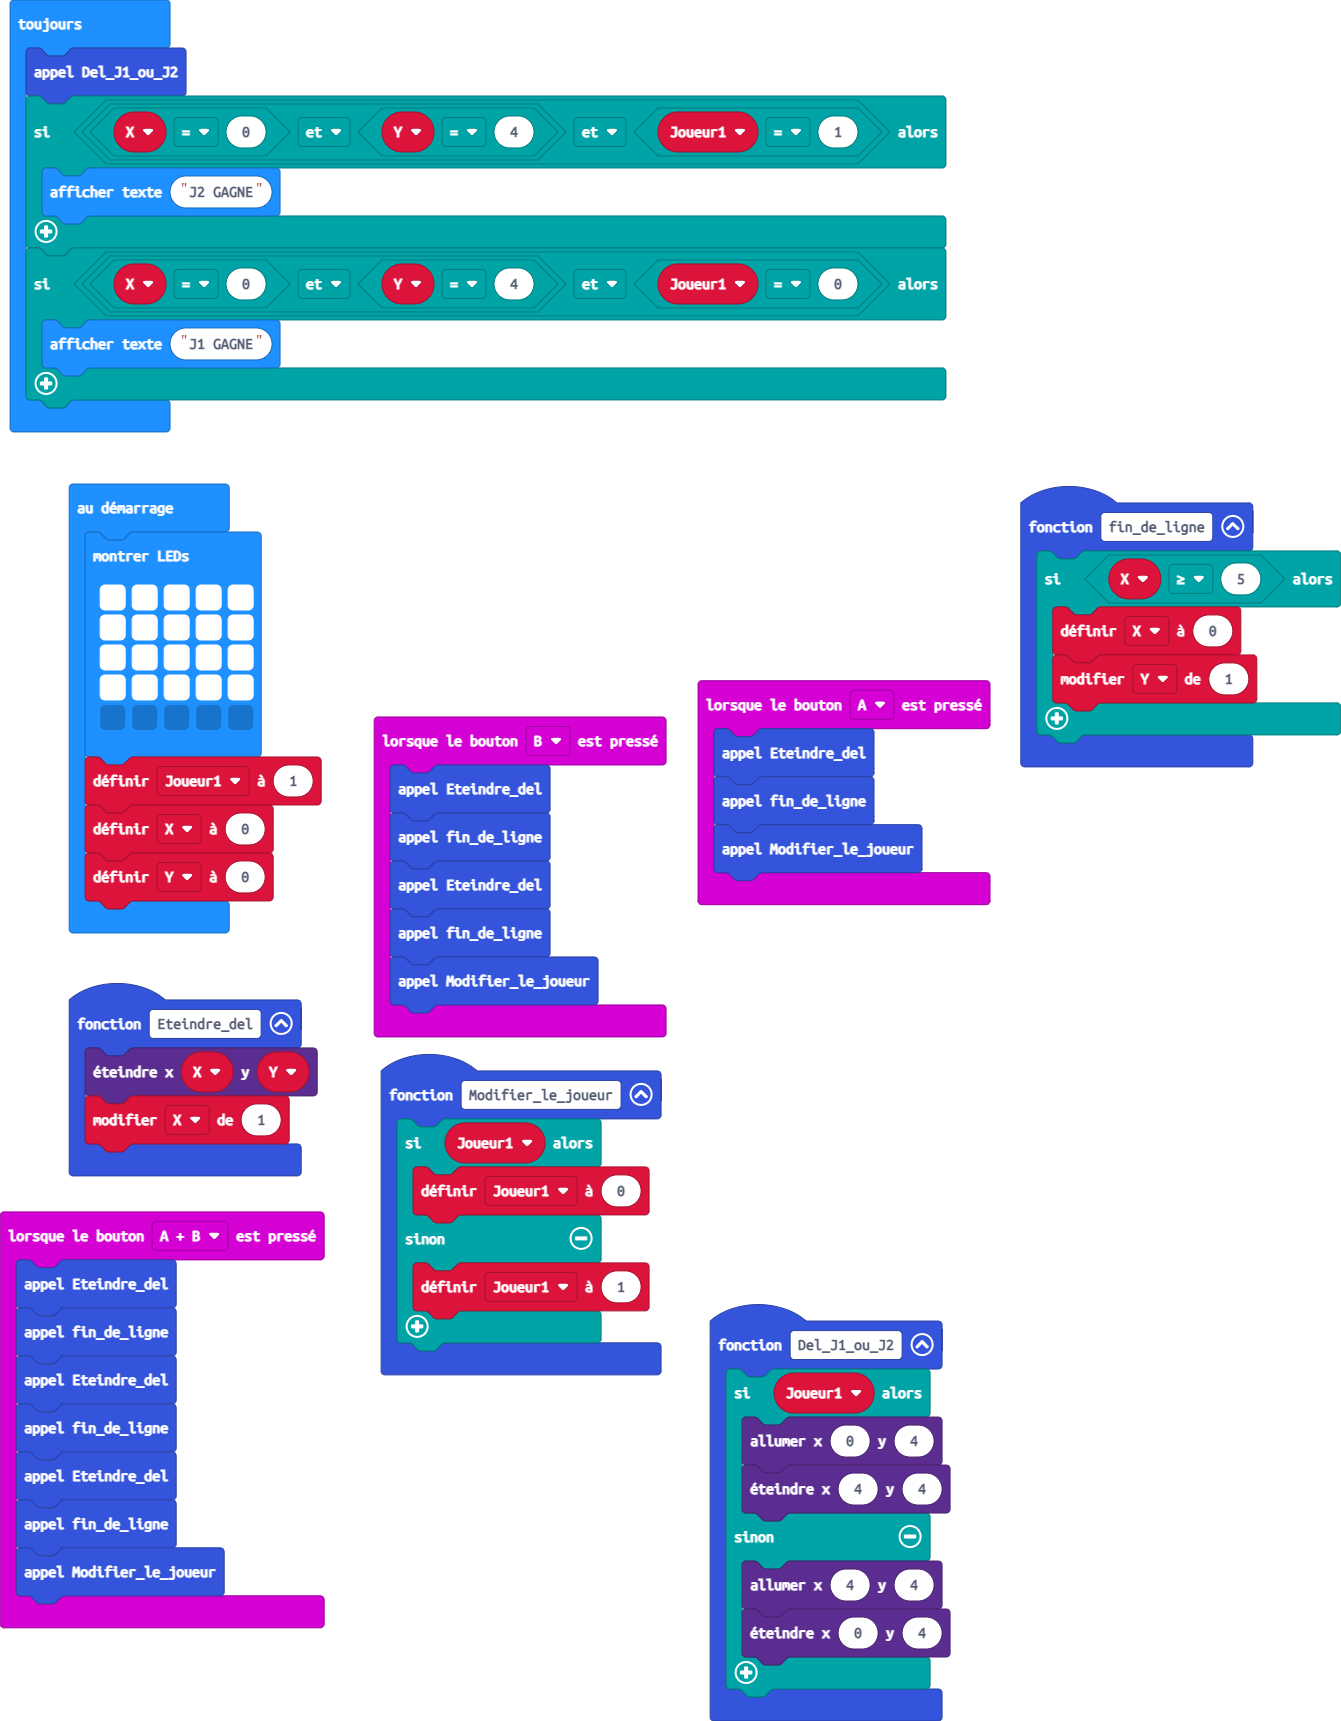 toujours
appel Del_J1_ou_J2
si X = 0 et Y = 4 et Joueur1 = 1 alors
afficher texte "J2 GAGNE"
si X = 0 et Y = 4 et Joueur1 = 0 alors
afficher texte "J1 GAGNE"
au démarrage
montrer LEDs
définir Joueur1 à 1
définir X à 0
définir Y à 0
lorsque le bouton B est pressé
appel Eteindre_del
appel fin_de_ligne
appel Eteindre_del
appel fin_de_ligne
appel Modifier_le_joueur
lorsque le bouton A est pressé
appel Eteindre_del
appel fin_de_ligne
appel Modifier_le_joueur
fonction fin_de_ligne
si X ≥ 5 alors
définir X à 0
modifier Y de 1
fonction Eteindre_del
éteindre x X y Y
modifier X de 1
fonction Modifier_le_joueur
si Joueur1 alors
définir Joueur1 à 0
sinon
définir Joueur1 à 1
lorsque le bouton A + B est pressé
appel Eteindre_del
appel fin_de_ligne
appel Eteindre_del
appel fin_de_ligne
appel Eteindre_del
appel fin_de_ligne
appel Modifier_le_joueur
fonction Del_J1_ou_J2
si Joueur1 alors
allumer x 0 y 4
éteindre x 4 y 4
sinon
allumer x 4 y 4
éteindre x 0 y 4